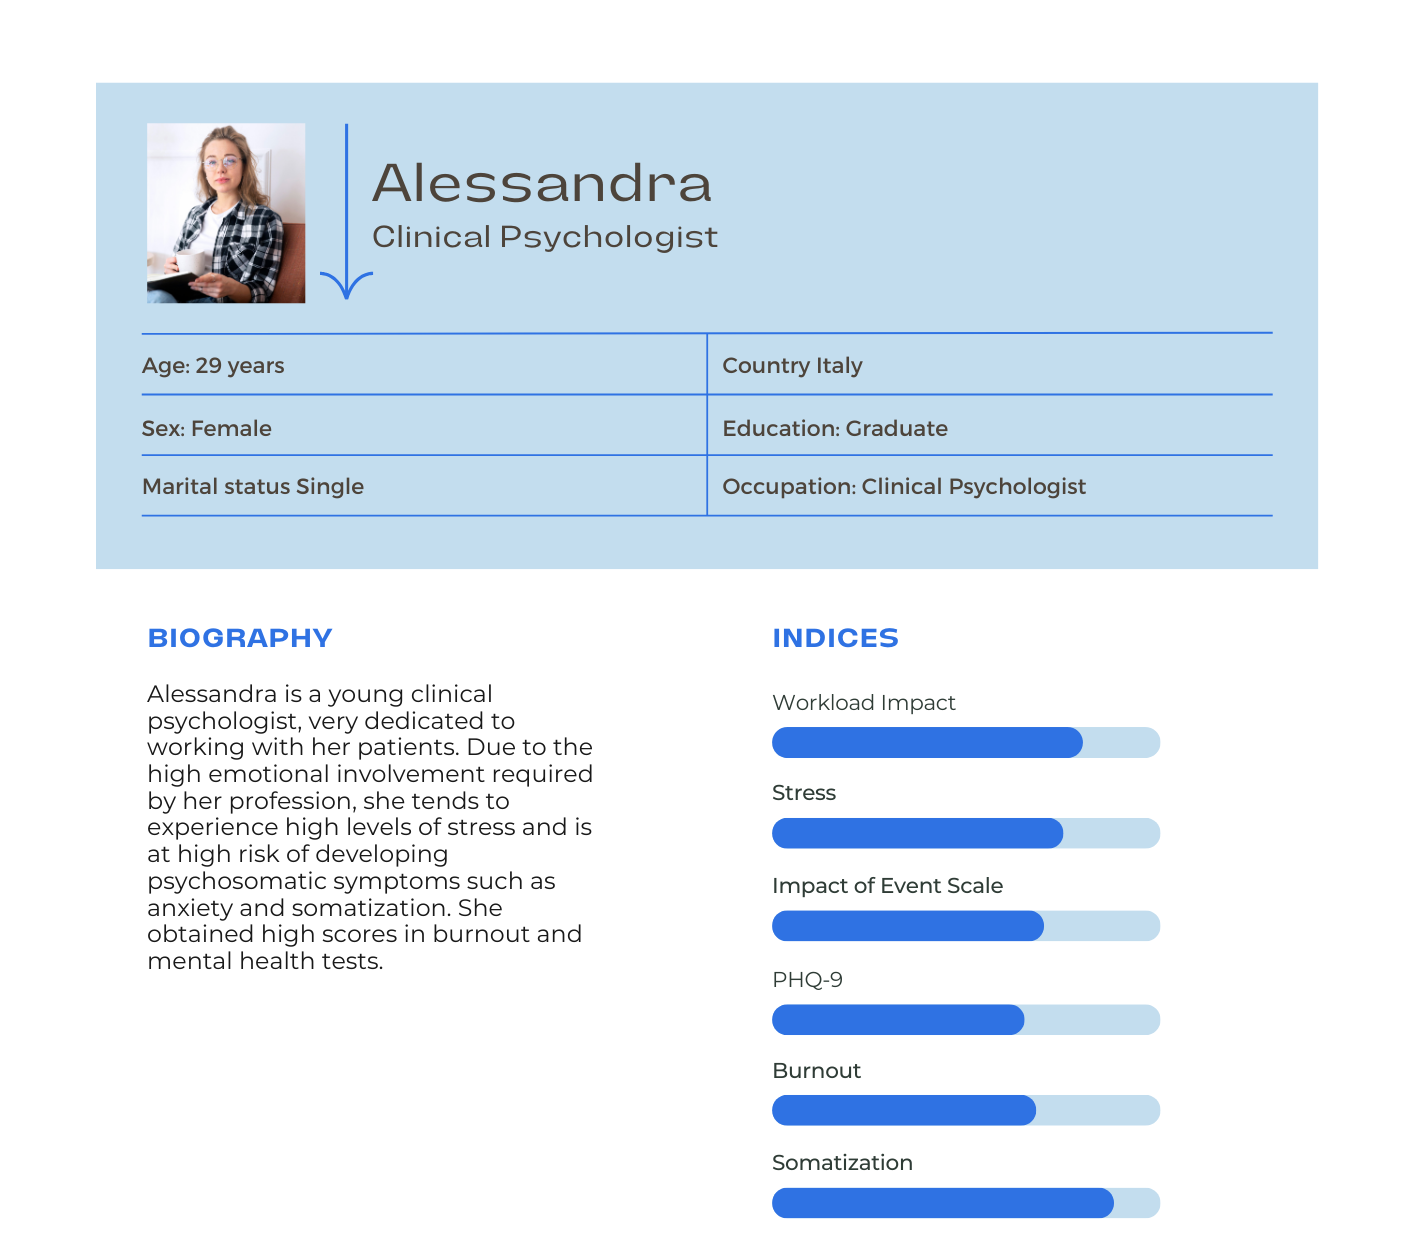 Alessandra
Clinical Psychologist
Age: 29 years
Country Italy
Sex: Female
Education: Graduate
Marital status Single
Occupation: Clinical Psychologist
BIOGRAPHY
Alessandra is a young clinical
psychologist, very dedicated to
working with her patients. Due to the
high emotional involvement required
by her profession, she tends to
experience high levels of stress and is
at high risk of developing
psychosomatic symptoms such as
anxiety and somatization. She
obtained high scores in burnout and
mental health tests.
INDICES
Workload Impact
Stress
Impact of Event Scale
PHQ-9
Burnout
Somatization